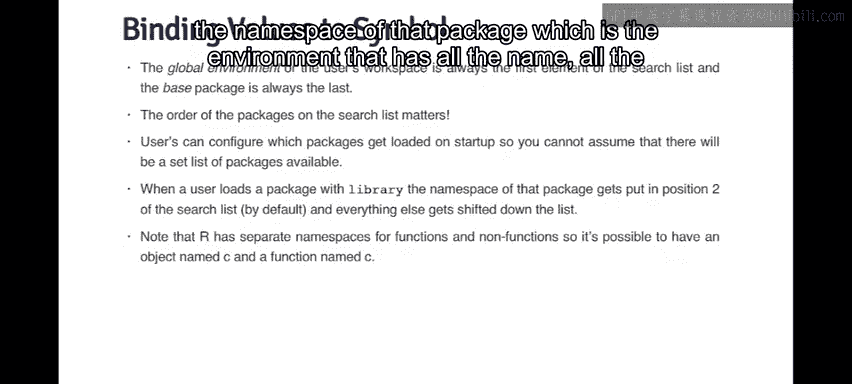 Binding Values to Symbol
the namespace of that package which is the
environment that has all the name, all the
· The global environment or the user's workspace is always the first element of the search list and
the base package is always the last.
· The order of the packages on the search list matters!
· User's can configure which packages get loaded on startup so you cannot assume that there will
be a set list of packages available.
· When a user loads a package with library the namespace of that package gets put in position 2
of the search list (by default) and everything else gets shifted down the list.
· Note that R has separate namespaces for functions and non-functions so it's possible to have an
object named c and a function named c.